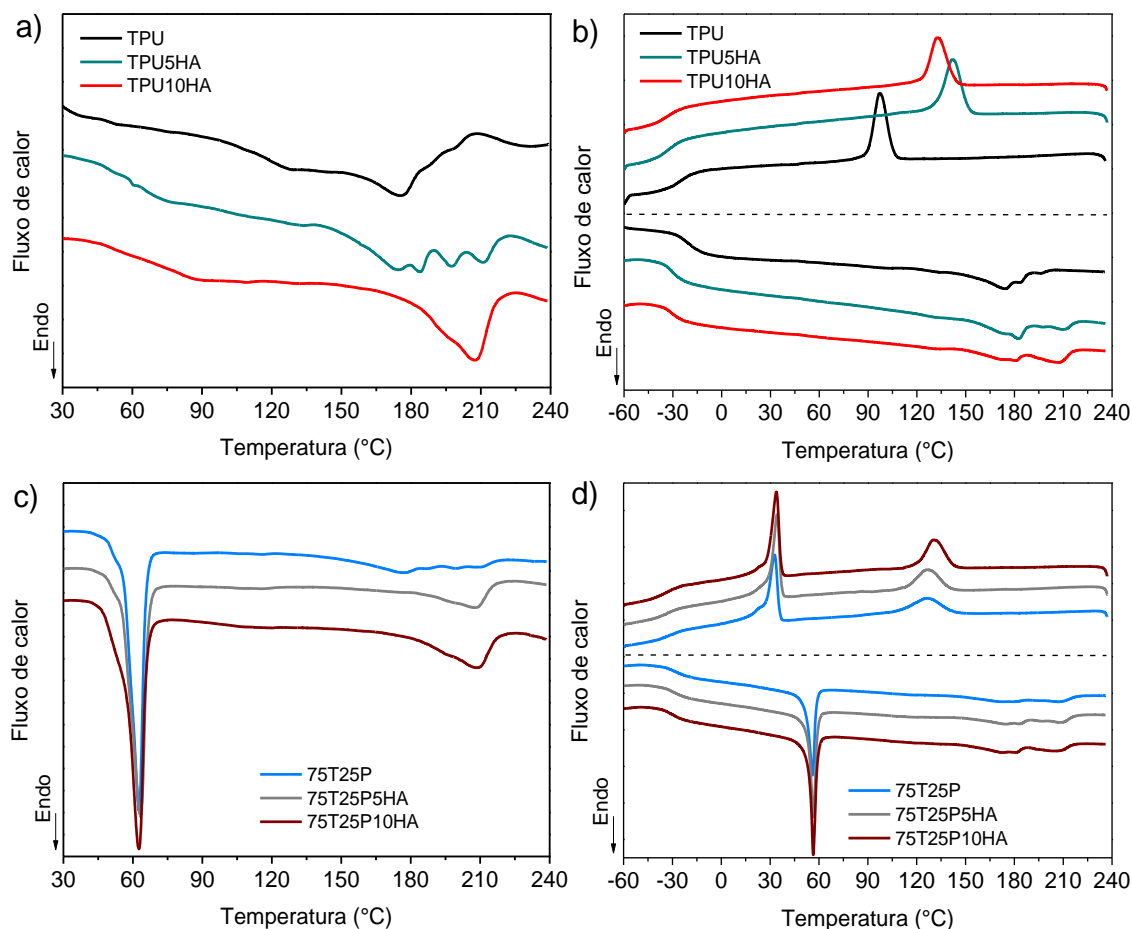 a)
TPU
TPU5HA
TPU10HA
Fluxo de calor
Endo
30 60 90 120 150 180 210 240
Temperatura (°C)
b)
TPU
TPU5HA
TPU10HA
Fluxo de calor
Endo
-60 -30 0 30 60 90 120 150 180 210 240
Temperatura (°C)
c)
Fluxo de calor
Endo
75T25P
75T25P5HA
75T25P10HA
30 60 90 120 150 180 210 240
Temperatura (°C)
d)
Fluxo de calor
Endo
75T25P
75T25P5HA
75T25P10HA
-60 -30 0 30 60 90 120 150 180 210 240
Temperatura (°C)